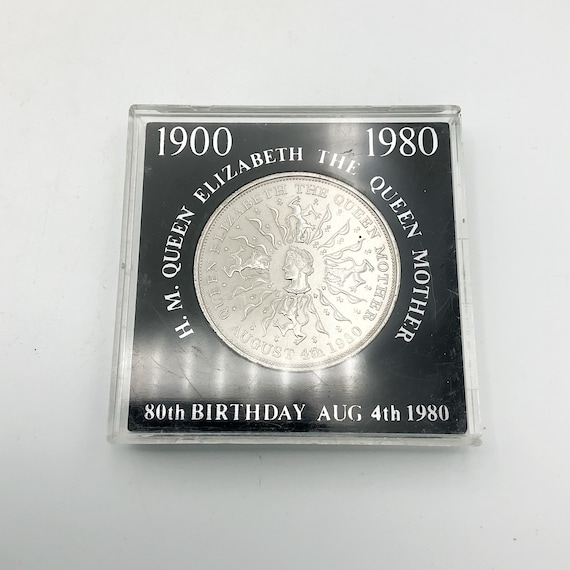 1900 1980
H. M. QUEEN ELIZABETH THE QUEEN MOTHER
QUEEN ELIZABETH THE QUEEN MOTHER
AUGUST 4th 1980
80th BIRTHDAY AUG 4th 1980